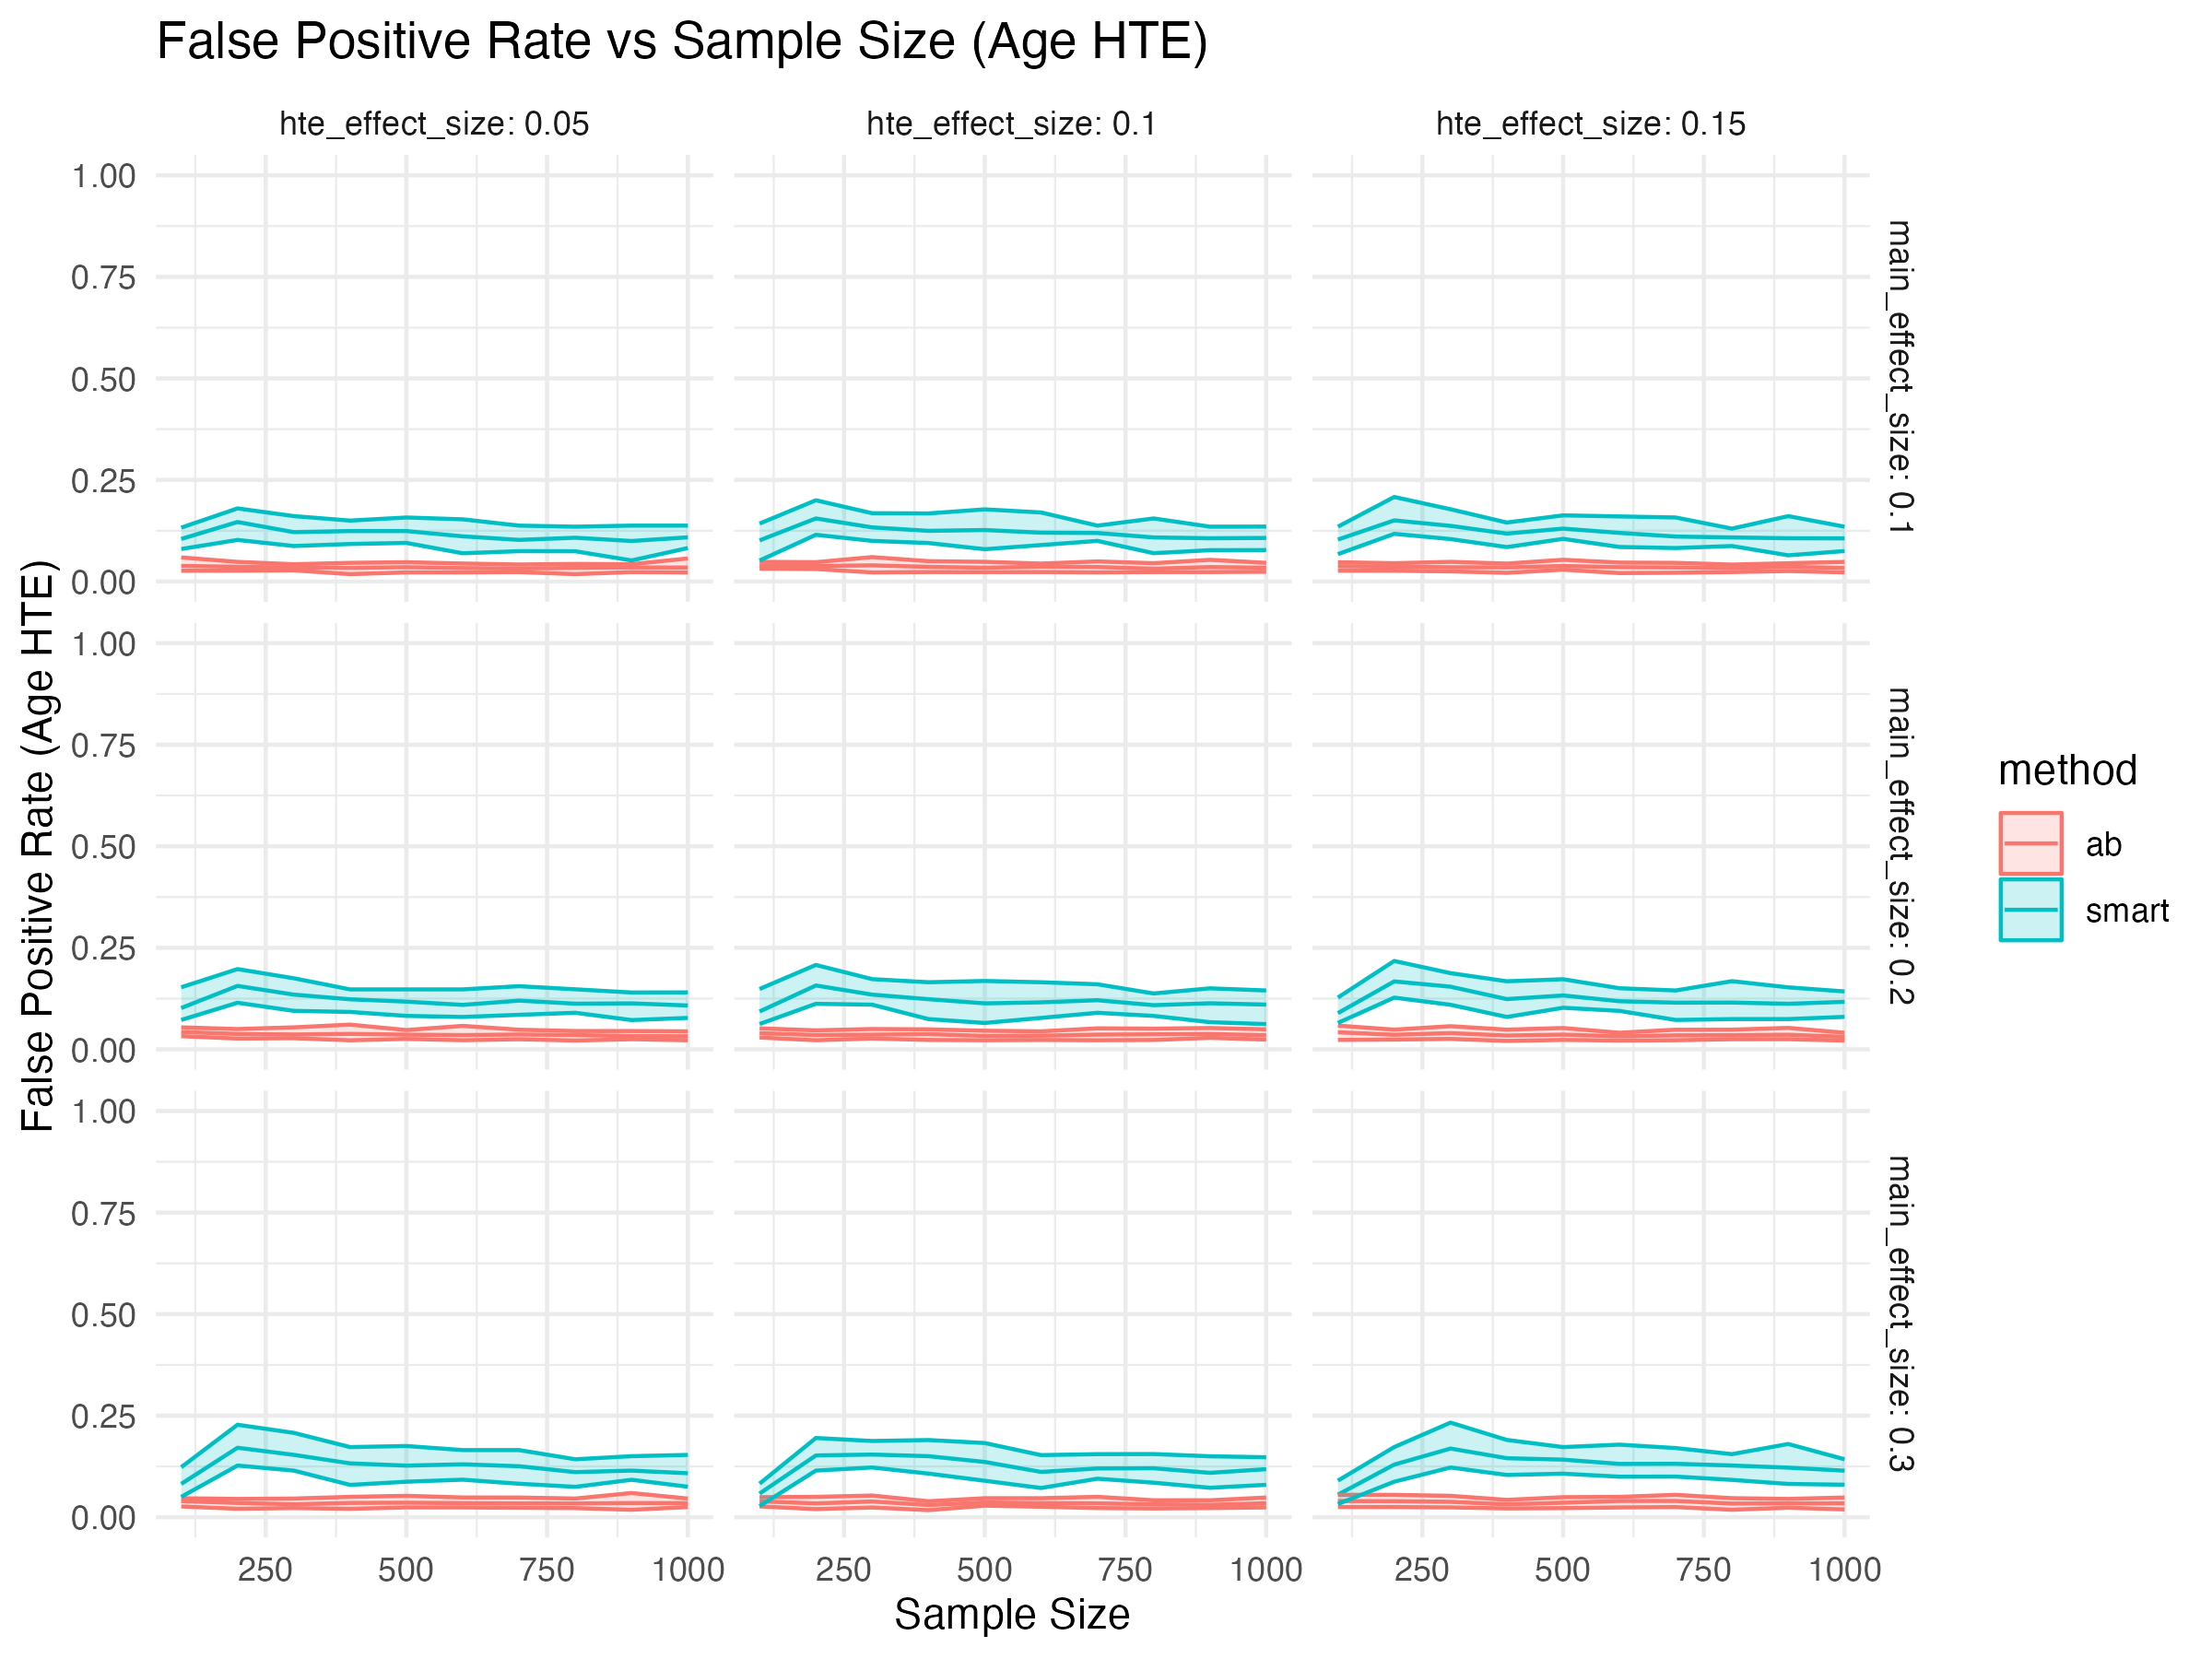 False Positive Rate vs Sample Size (Age HTE)
hte_effect_size: 0.05
hte_effect_size: 0.1
hte_effect_size: 0.15
False Positive Rate (Age HTE)
1.00
0.75
0.50
0.25
0.00
main_effect_size: 0.1
1.00
0.75
0.50
0.25
0.00
main_effect_size: 0.2
1.00
0.75
0.50
0.25
0.00
main_effect_size: 0.3
250 500 750 1000
250 500 750 1000
250 500 750 1000
Sample Size
method
ab
smart